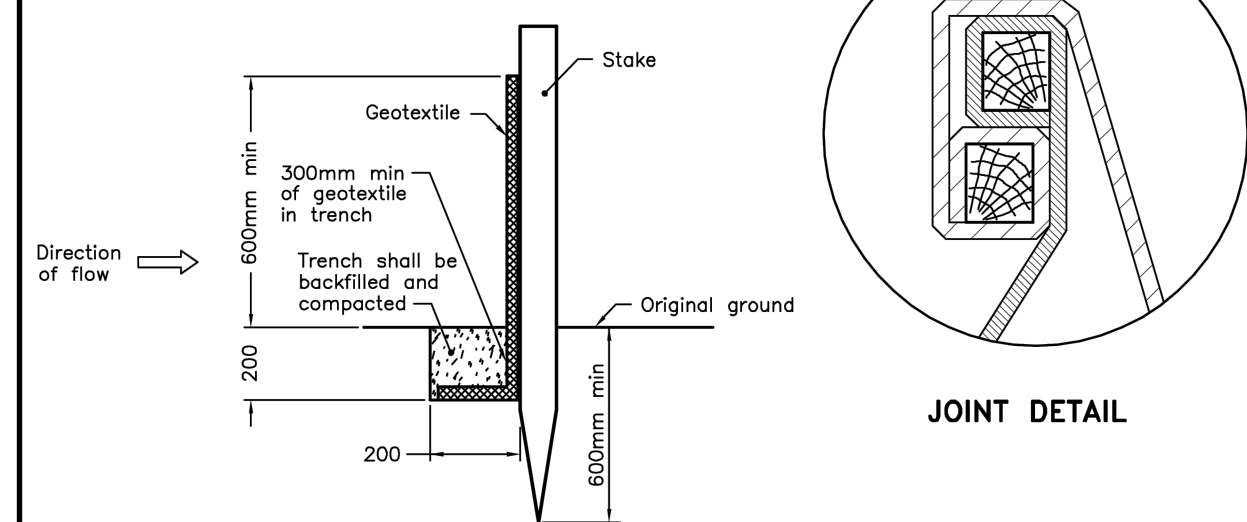 Stake
Geotextile
600mm min
300mm min
of geotextile
in trench
Direction
of flow
Trench shall be
backfilled and
compacted
Original ground
200
200
600mm min
JOINT DETAIL